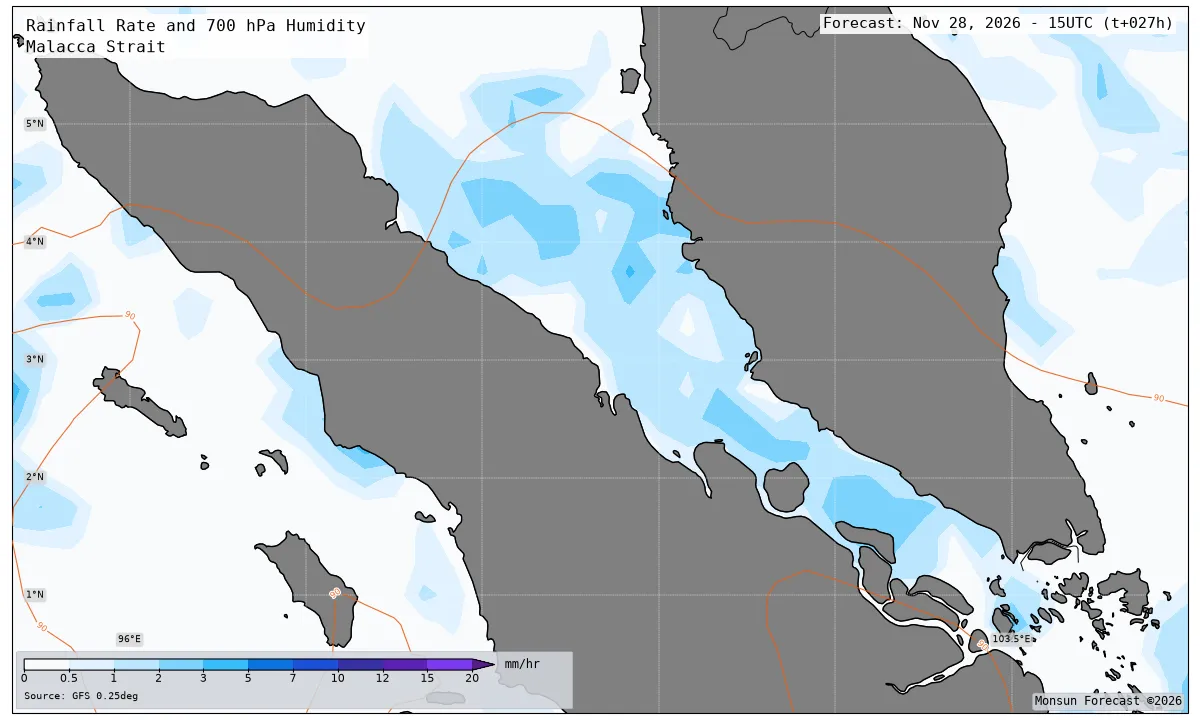 Rainfall Rate and 700 hPa Humidity
Malacca Strait
Forecast: Nov 28, 2026 - 15UTC (t+027h)
5°N
4°N
3°N
2°N
1°N
96°E
103.5°E
90
90
90
90
90
90
mm/hr
0 0.5 1 2 3 5 7 10 12 15 20
Source: GFS 0.25deg
Monsun Forecast ©2026